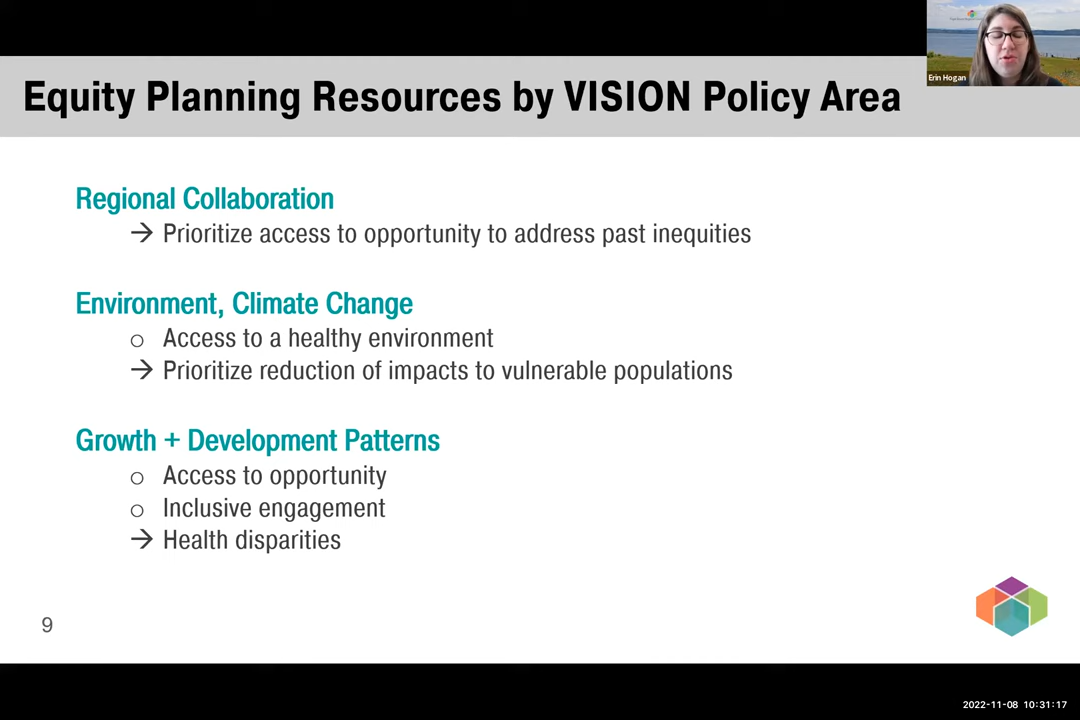 Equity Planning Resources by VISION Policy Area
Erin Hogan
Regional Collaboration
→ Prioritize access to opportunity to address past inequities
Environment, Climate Change
o Access to a healthy environment
→ Prioritize reduction of impacts to vulnerable populations
Growth + Development Patterns
o Access to opportunity
o Inclusive engagement
→ Health disparities
9
2022-11-08 10:31:17